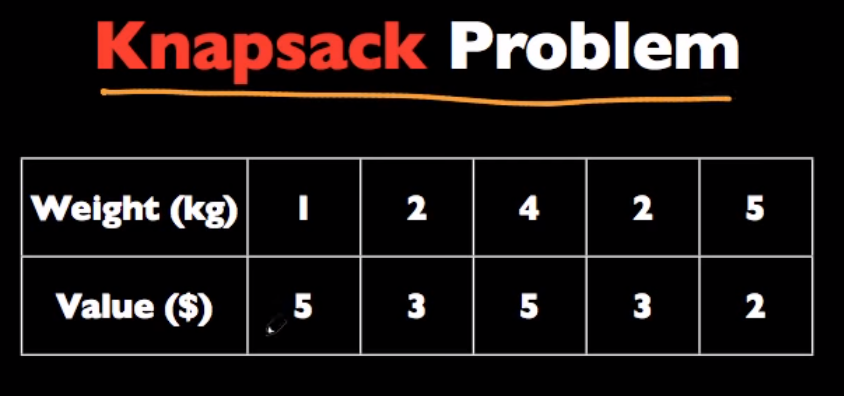 Knapsack Problem
Weight (kg) 1 2 4 2 5
Value ($) 5 3 5 3 2